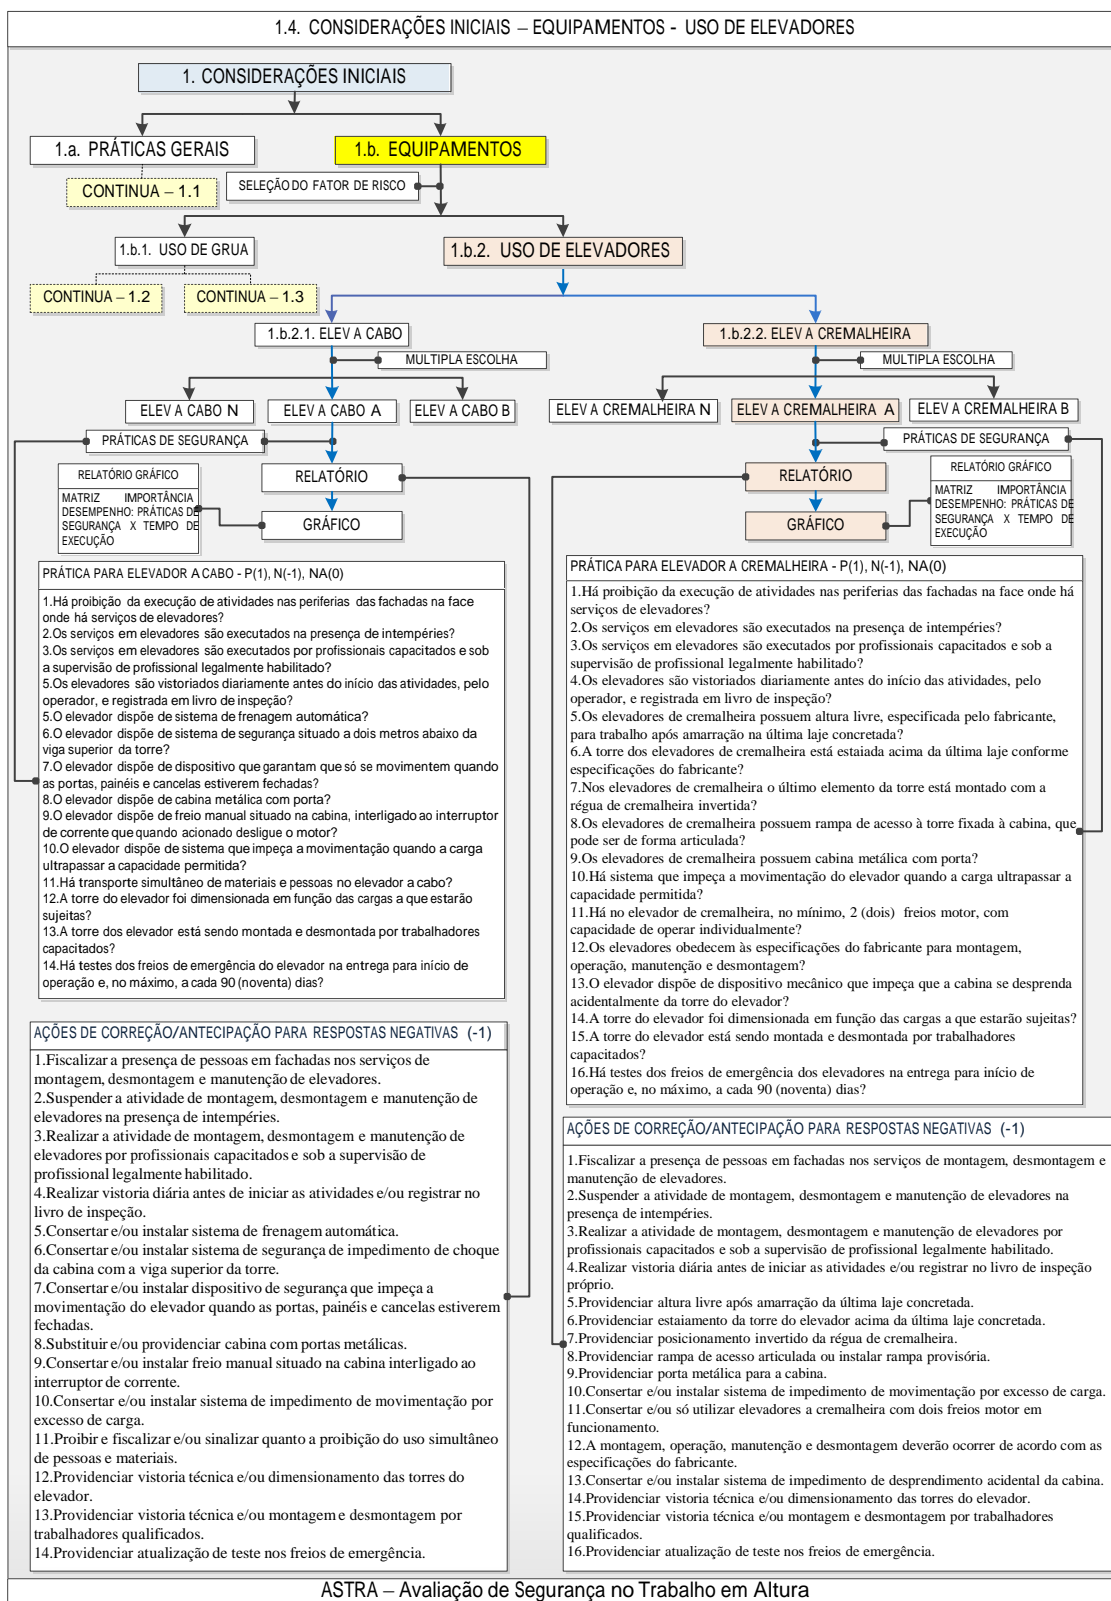 1.4. CONSIDERAÇÕES INICIAIS – EQUIPAMENTOS - USO DE ELEVADORES
1. CONSIDERAÇÕES INICIAIS
1.a. PRÁTICAS GERAIS
1.b. EQUIPAMENTOS
CONTINUA – 1.1
SELEÇÃO DO FATOR DE RISCO
1.b.1. USO DE GRUA
1.b.2. USO DE ELEVADORES
CONTINUA – 1.2
CONTINUA – 1.3
1.b.2.1. ELEV A CABO
1.b.2.2. ELEV A CREMALHEIRA
MULTIPLA ESCOLHA
MULTIPLA ESCOLHA
ELEV A CABO N
ELEV A CABO A
ELEV A CABO B
ELEV A CREMALHEIRA N
ELEV A CREMALHEIRA A
ELEV A CREMALHEIRA B
PRÁTICAS DE SEGURANÇA
PRÁTICAS DE SEGURANÇA
RELATÓRIO GRÁFICO
MATRIZ IMPORTÂNCIA
DESEMPENHO: PRÁTICAS DE
SEGURANÇA X TEMPO DE
EXECUÇÃO
RELATÓRIO
GRÁFICO
RELATÓRIO
GRÁFICO
RELATÓRIO GRÁFICO
MATRIZ IMPORTÂNCIA
DESEMPENHO: PRÁTICAS DE
SEGURANÇA X TEMPO DE
EXECUÇÃO
PRÁTICA PARA ELEVADOR A CABO - P(1), N(-1), NA(0)
1.Há proibição da execução de atividades nas periferias das fachadas na face
onde há serviços de elevadores?
2.Os serviços em elevadores são executados na presença de intempéries?
3.Os serviços em elevadores são executados por profissionais capacitados e sob
a supervisão de profissional legalmente habilitado?
5.Os elevadores são vistoriados diariamente antes do início das atividades, pelo
operador, e registrada em livro de inspeção?
5.O elevador dispõe de sistema de frenagem automática?
6.O elevador dispõe da sistema de segurança situado a dois metros abaixo da
viga superior da torre?
7.O elevador dispõe de dispositivo que garantam que só se movimentem quando
as portas, painéis e cancelas estiverem fechadas?
8.O elevador dispõe de cabina metálica com porta?
9.O elevador dispõe de freio manual situado na cabina, interligado ao interruptor
de corrente que quando acionado desligue o motor?
10.O elevador dispõe de sistema que impeça a movimentação quando a carga
ultrapassar a capacidade permitida?
11.Há transporte simultâneo de materiais e pessoas no elevador a cabo?
12.A torre do elevador foi dimensionada em função das cargas a que estarão
sujeitas?
13.A torre dos elevador está sendo montada e desmontada por trabalhadores
capacitados?
14.Há testes dos freios de emergência do elevador na entrega para início de
operação e, no máximo, a cada 90 (noventa) dias?
AÇÕES DE CORREÇÃO/ANTECIPAÇÃO PARA RESPOSTAS NEGATIVAS (-1)
1.Fiscalizar a presença de pessoas em fachadas nos serviços de
montagem, desmontagem e manutenção de elevadores.
2.Suspender a atividade de montagem, desmontagem e manutenção de
elevadores na presença de intempéries.
3.Realizar a atividade de montagem, desmontagem e manutenção de
elevadores por profissionais capacitados e sob a supervisão de
profissional legalmente habilitado.
4.Realizar vistoria diária antes de iniciar as atividades e/ou registrar no
livro de inspeção.
5.Consertar e/ou instalar sistema de frenagem automática.
6.Consertar e/ou instalar sistema de segurança de impedimento de choque
da cabina com a viga superior da torre.
7.Consertar e/ou instalar dispositivo de segurança que impeça a
movimentação do elevador quando as portas, painéis e cancelas estiverem
fechadas.
8.Substituir e/ou providenciar cabina com portas metálicas.
9.Consertar e/ou instalar freio manual situado na cabina interligado ao
interruptor de corrente.
10.Consertar e/ou instalar sistema de impedimento de movimentação por
excesso de carga.
11.Proibir e fiscalizar e/ou sinalizar quanto a proibição do uso simultâneo
de pessoas e materiais.
12.Providenciar vistoria técnica e/ou dimensionamento das torres do
elevador.
13.Providenciar vistoria técnica e/ou montagem e desmontagem por
trabalhadores qualificados.
14.Providenciar atualização de teste nos freios de emergência.
PRÁTICA PARA ELEVADOR A CREMALHEIRA - P(1), N(-1), NA(0)
1.Há proibição da execução de atividades nas periferias das fachadas na face onde há
serviços de elevadores?
2.Os serviços em elevadores são executados na presença de intempéries?
3.Os serviços em elevadores são executados por profissionais capacitados e sob a
supervisão de profissional legalmente habilitado?
4.Os elevadores são vistoriados diariamente antes do início das atividades, pelo
operador, e registrada em livro de inspeção?
5.Os elevadores de cremalheira possuem altura livre, especificada pelo fabricante,
para trabalho após amarração na última laje concretada?
6.A torre dos elevadores de cremalheira está estaiada acima da última laje conforme
especificações do fabricante?
7.Nos elevadores de cremalheira o último elemento da torre está montado com a
régua de cremalheira invertida?
8.Os elevadores de cremalheira possuem rampa de acesso à torre fixada à cabina, que
pode ser de forma articulada?
9.Os elevadores de cremalheira possuem cabina metálica com porta?
10.Há sistema que impeça a movimentação do elevador quando a carga ultrapassar a
capacidade permitida?
11.Há no elevador de cremalheira, no mínimo, 2 (dois) freios motor, com
capacidade de operar individualmente?
12.Os elevadores obedecem às especificações do fabricante para montagem,
operação, manutenção e desmontagem?
13.O elevador dispõe de dispositivo mecânico que impeça que a cabina se desprenda
acidentalmente da torre do elevador?
14.A torre do elevador foi dimensionada em função das cargas a que estarão sujeitas?
15.A torre do elevador está sendo montada e desmontada por trabalhadores
capacitados?
16.Há testes dos freios de emergência dos elevadores na entrega para início de
operação e, no máximo, a cada 90 (noventa) dias?
AÇÕES DE CORREÇÃO/ANTECIPAÇÃO PARA RESPOSTAS NEGATIVAS (-1)
1.Fiscalizar a presença de pessoas em fachadas nos serviços de montagem, desmontagem e
manutenção de elevadores.
2.Suspender a atividade de montagem, desmontagem e manutenção de elevadores na
presença de intempéries.
3.Realizar a atividade de montagem, desmontagem e manutenção de elevadores por
profissionais capacitados e sob a supervisão de profissional legalmente habilitado.
4.Realizar vistoria diária antes de iniciar as atividades e/ou registrar no livro de inspeção
próprio.
5.Providenciar altura livre após amarração da última laje concretada.
6.Providenciar estaiamento da torre do elevador acima da última laje concretada.
7.Providenciar posicionamento invertido da régua de cremalheira.
8.Providenciar rampa de acesso articulada ou instalar rampa provisória.
9.Providenciar porta metálica para a cabina.
10.Consertar e/ou instalar sistema de impedimento de movimentação por excesso de carga.
11.Consertar e/ou só utilizar elevadores a cremalheira com dois freios motor em
funcionamento.
12.A montagem, operação, manutenção e desmontagem deverão ocorrer de acordo com as
especificações do fabricante.
13.Consertar e/ou instalar sistema de impedimento de desprendimento acidental da cabina.
14.Providenciar vistoria técnica e/ou dimensionamento das torres do elevador.
15.Providenciar vistoria técnica e/ou montagem e desmontagem por trabalhadores
qualificados.
16.Providenciar atualização de teste nos freios de emergência.
ASTRA – Avaliação de Segurança no Trabalho em Altura